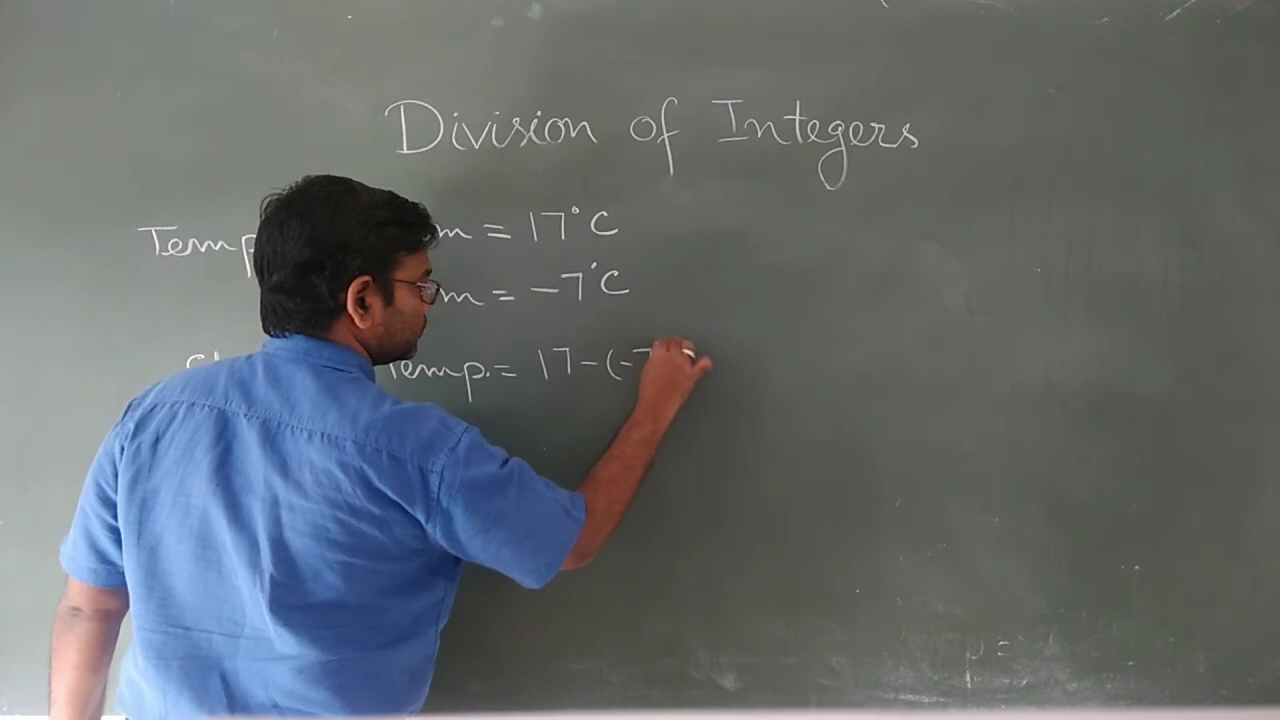 Division of Integers
Temp m = 17°C
m = -7°C
Temp. = 17-(-7
μ =